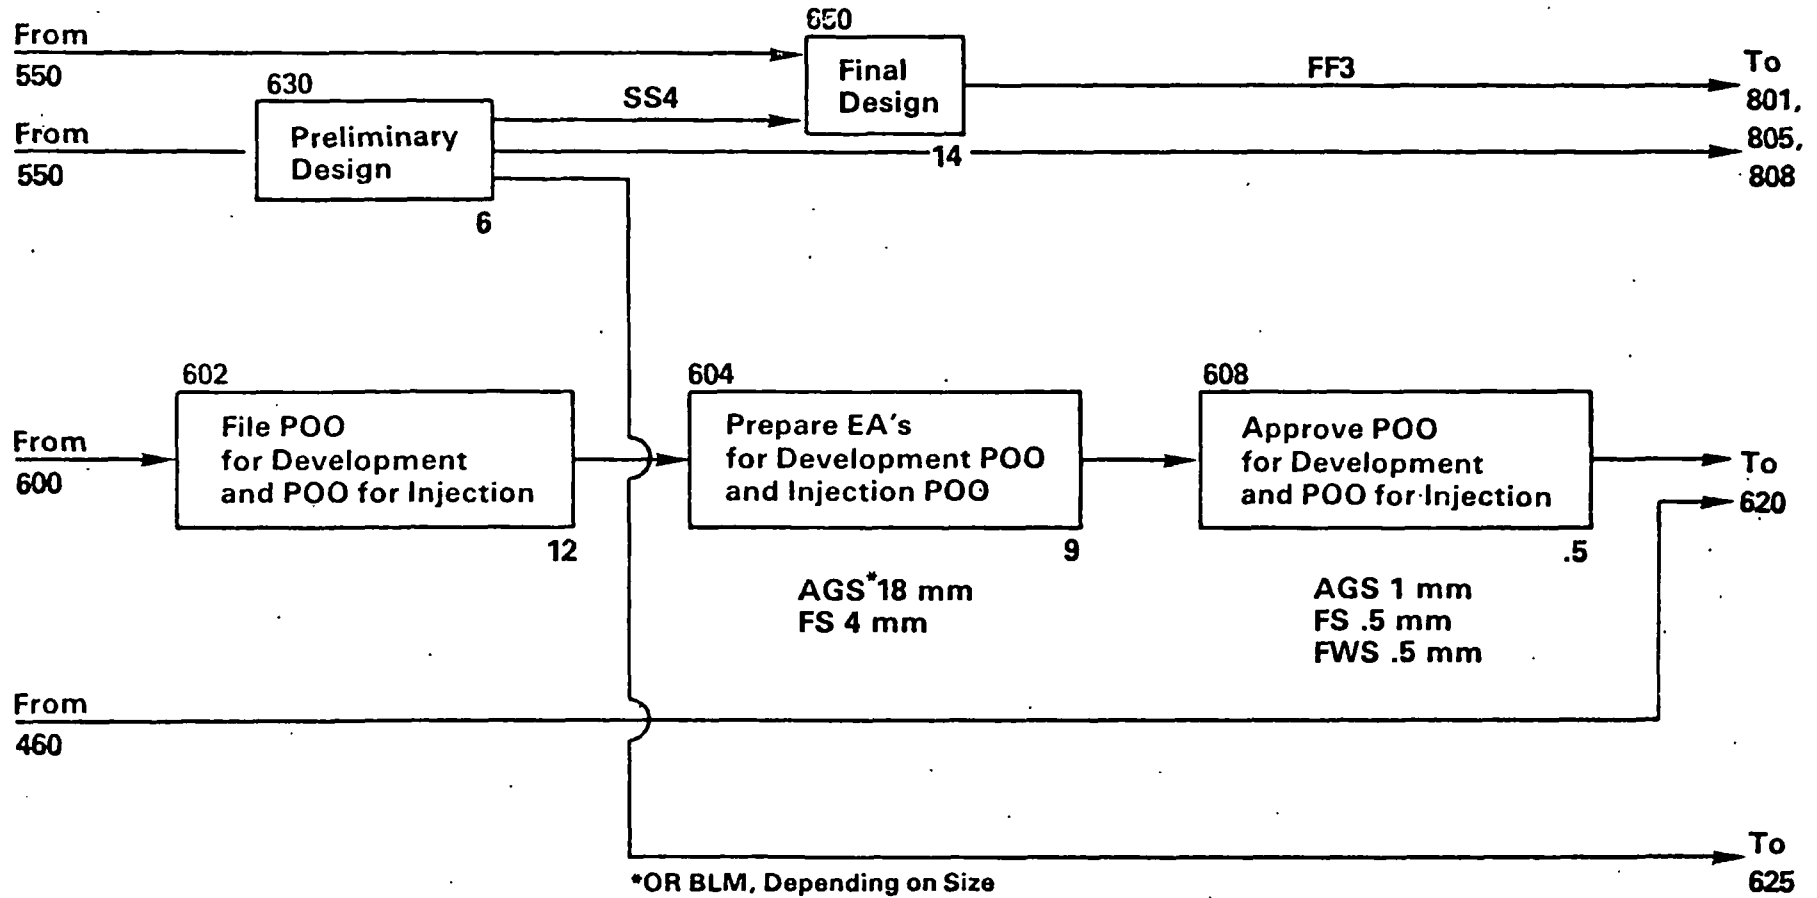 From
550
650
Final
Design
FF3
To
801,
805,
808
630
SS4
From
550
Preliminary
Design
14
6
602
File POO
for Development
and POO for Injection
12
604
Prepare EA's
for Development POO
and Injection POO
9
608
Approve POO
for Development
and POO for Injection
.5
From
600
To
620
AGS*18 mm
FS 4 mm
AGS 1 mm
FS .5 mm
FWS .5 mm
From
460
To
625
*OR BLM, Depending on Size